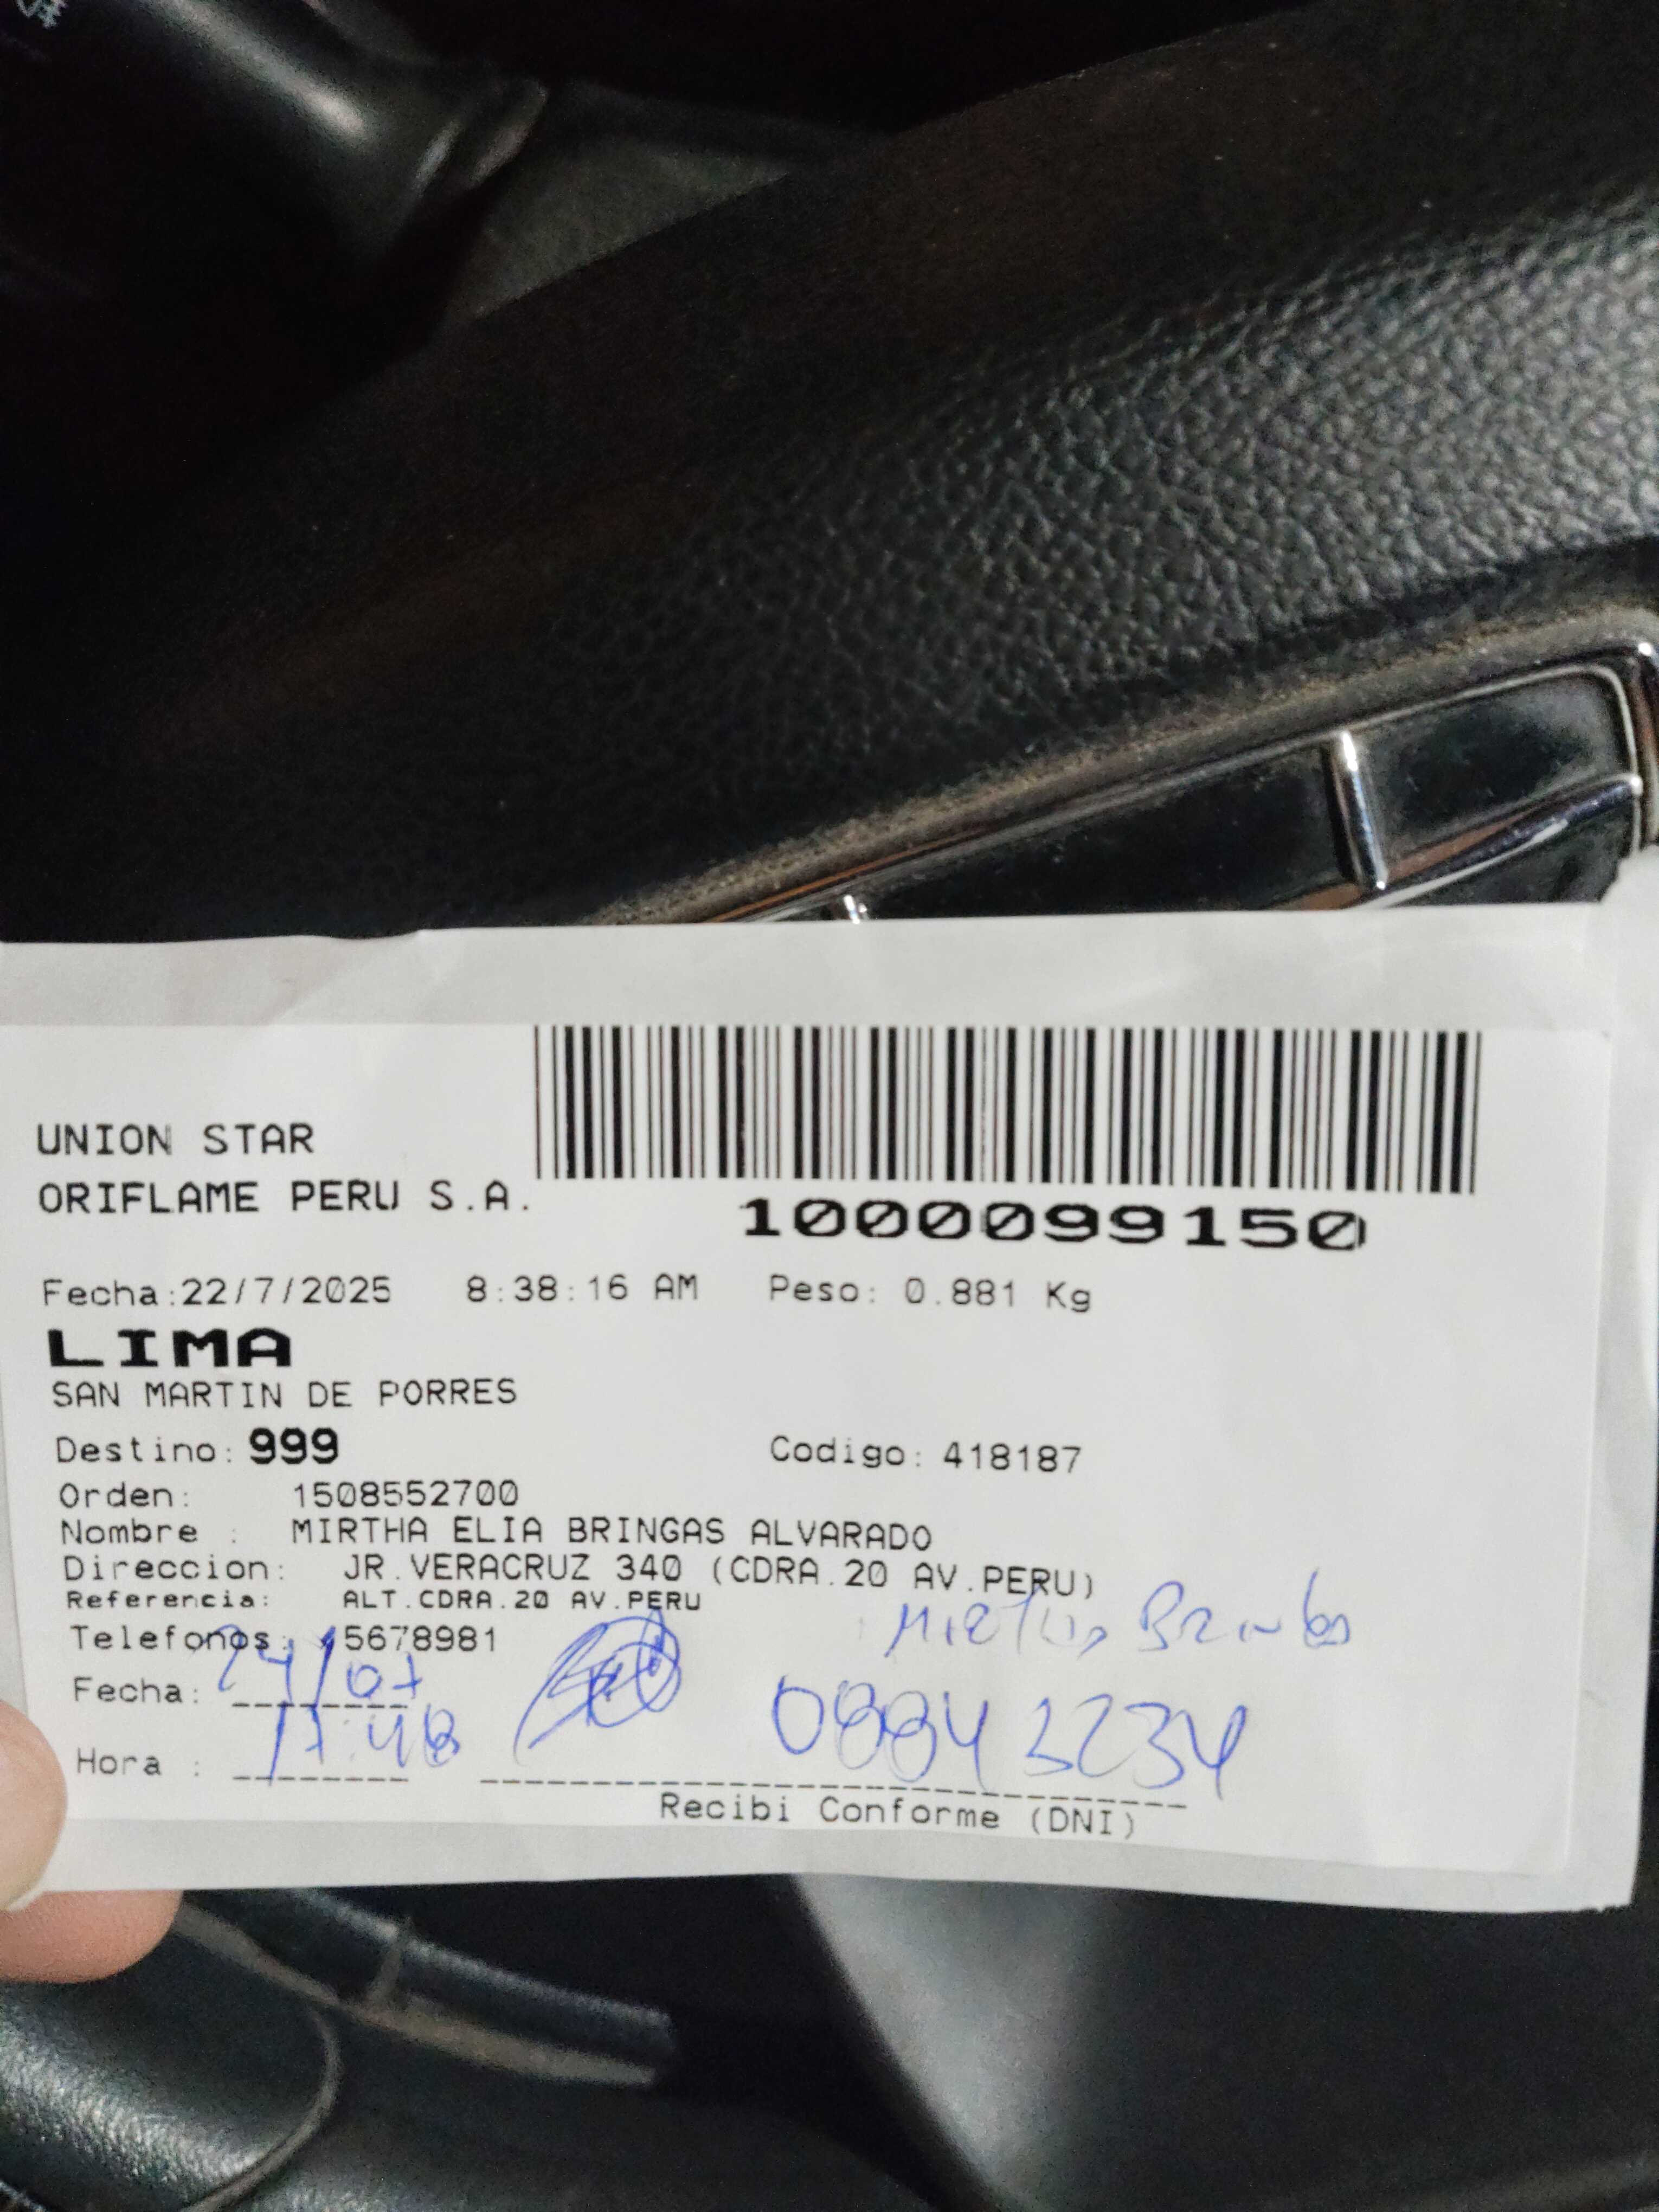 UNION STAR
ORIFLAME PERU S.A.
1000099150
Fecha:22/7/2025 8:38:16 AM Peso: 0.881 Kg
LIMA
SAN MARTIN DE PORRES
Destino: 999 Codigo: 418187
Orden: 1508552700
Nombre : MIRTHA ELIA BRINGAS ALVARADO
Direccion: JR.VERACRUZ 340 (CDRA.20 AV.PERU)
Referencia: ALT.CDRA.20 AV.PERU
Telefonos: 15678981
Fecha: 24/07
Hora : 17:48
08843234
Recibi Conforme (DNI)